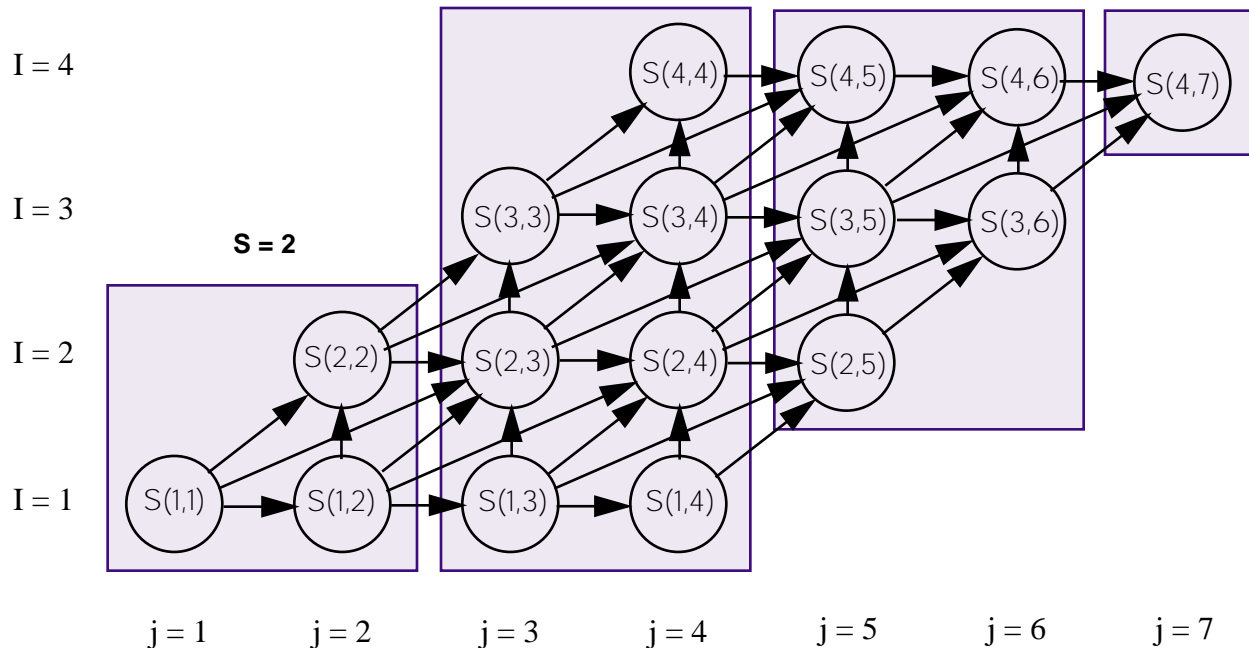 I = 4
S(4,4)
S(4,5)
S(4,6)
S(4,7)
I = 3
S(3,3)
S(3,4)
S(3,5)
S(3,6)
S = 2
I = 2
S(2,2)
S(2,3)
S(2,4)
S(2,5)
I = 1
S(1,1)
S(1,2)
S(1,3)
S(1,4)
j = 1
j = 2
j = 3
j = 4
j = 5
j = 6
j = 7